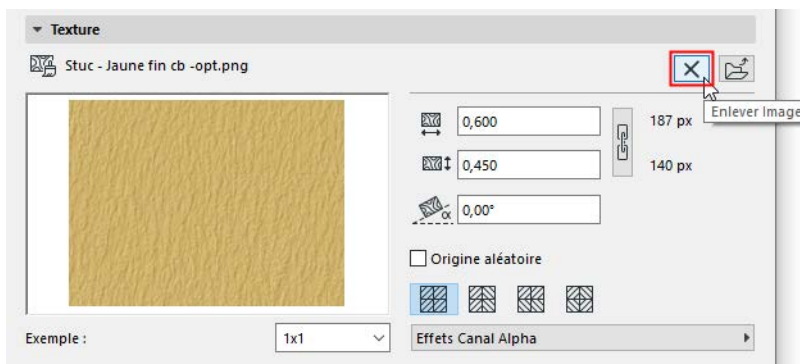 Texture
Stuc - Jaune fin cb -opt.png
Enlever Image
0,600
187 px
0,450
140 px
α
0,00°
Origine aléatoire
Exemple :
1x1
Effets Canal Alpha